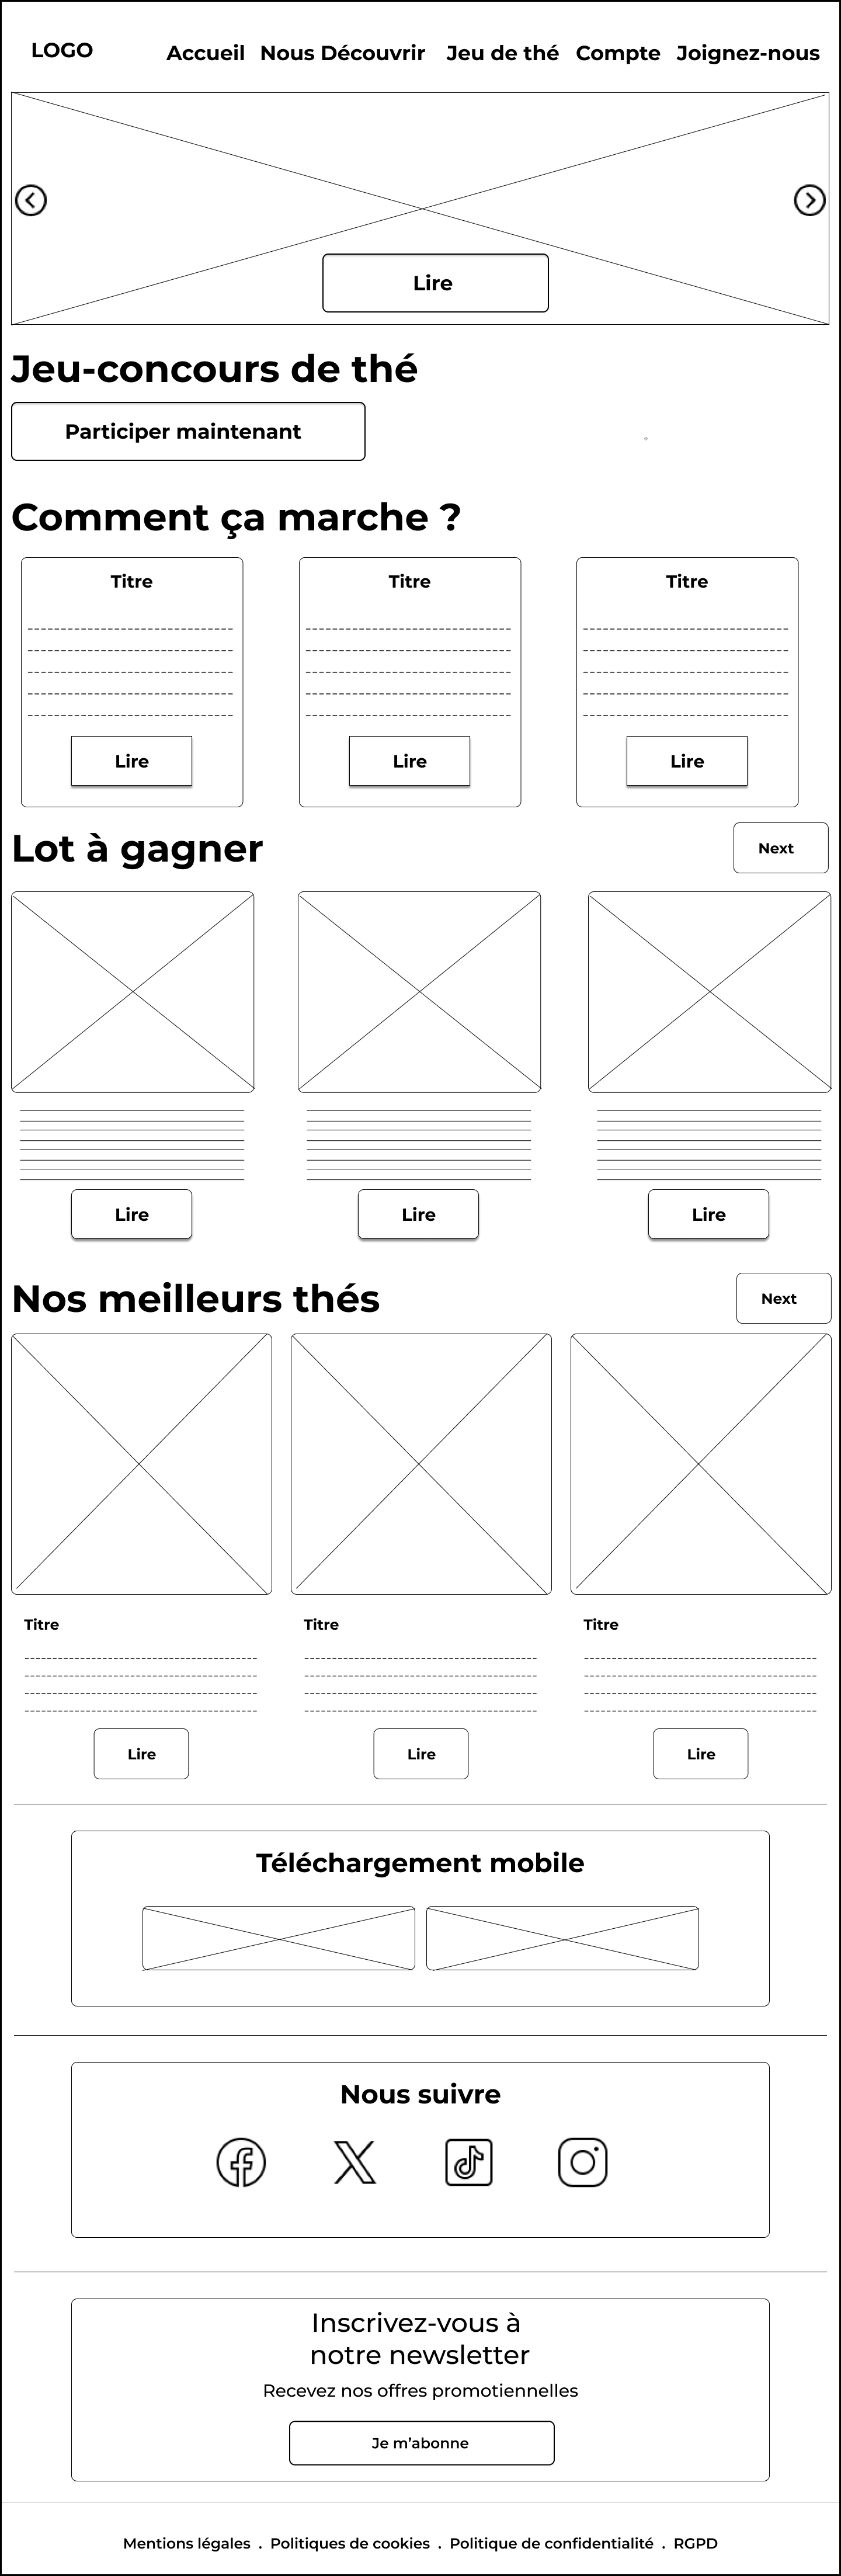 LOGO
Accueil Nous Découvrir Jeu de thé Compte Joignez-nous
Lire
Jeu-concours de thé
Participer maintenant
Comment ça marche ?
Titre Titre Titre
Lire Lire Lire
Lot à gagner
Next
Lire Lire Lire
Nos meilleurs thés
Next
Titre Titre Titre
Lire Lire Lire
Téléchargement mobile
Nous suivre
Inscrivez-vous à
notre newsletter
Recevez nos offres promotiennelles
Je m’abonne
Mentions légales . Politiques de cookies . Politique de confidentialité . RGPD